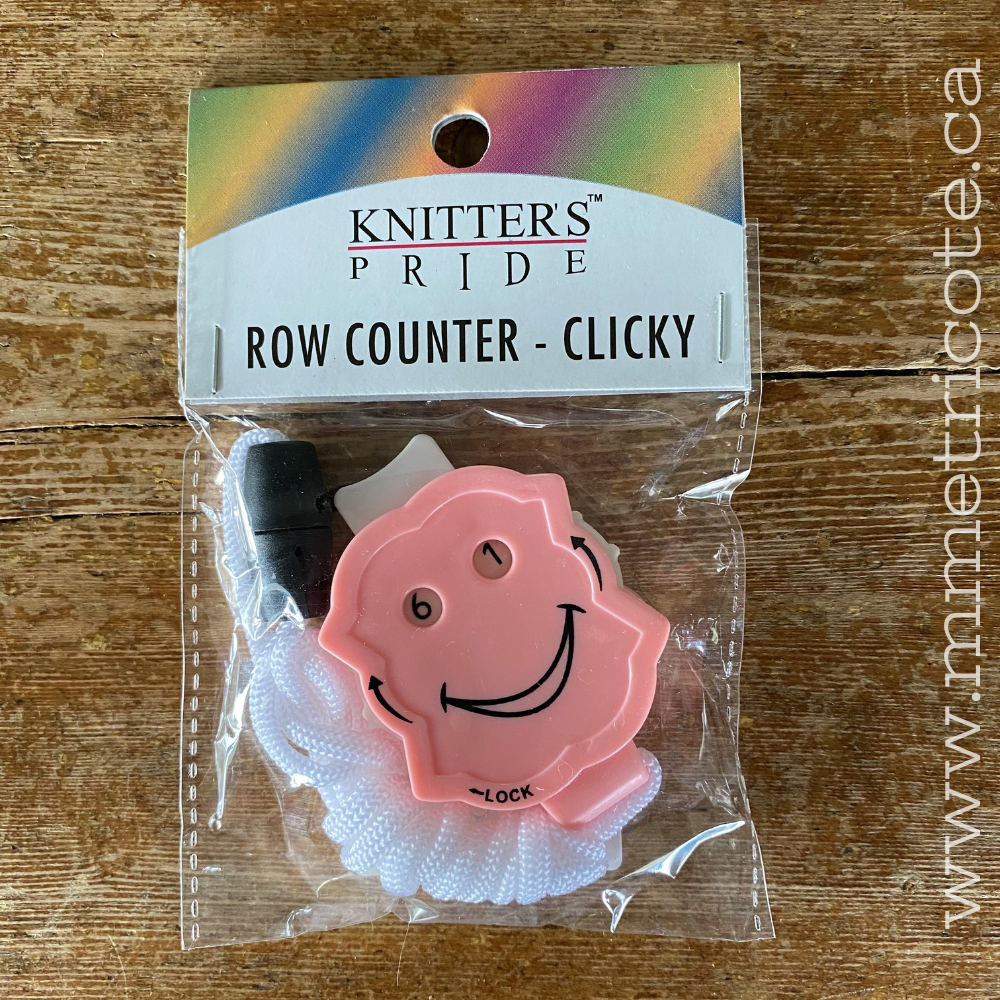 KNITTER'S™
PRIDE
ROW COUNTER - CLICKY
6 1
←LOCK
www.mmetricote.ca